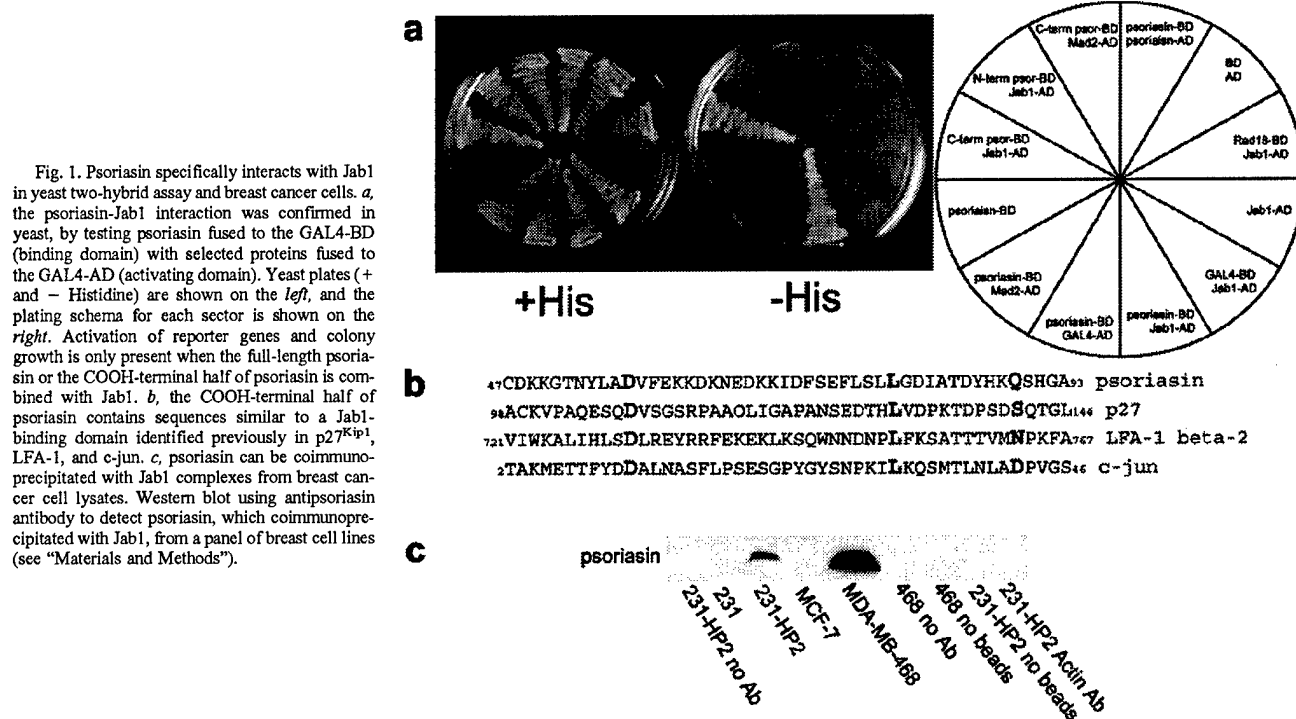 Fig. 1. Psoriasin specifically interacts with Jab1
in yeast two-hybrid assay and breast cancer cells. a,
the psoriasin-Jab1 interaction was confirmed in
yeast, by testing psoriasin fused to the GAL4-BD
(binding domain) with selected proteins fused to
the GAL4-AD (activating domain). Yeast plates (+
and − Histidine) are shown on the left, and the
plating schema for each sector is shown on the
right. Activation of reporter genes and colony
growth is only present when the full-length psoria-
sin or the COOH-terminal half of psoriasin is com-
bined with Jab1. b, the COOH-terminal half of
psoriasin contains sequences similar to a Jab1-
binding domain identified previously in p27Kip1,
LFA-1, and c-jun. c, psoriasin can be coimmuno-
precipitated with Jab1 complexes from breast can-
cer cell lysates. Western blot using antipsoriasin
antibody to detect psoriasin, which coimmunopre-
cipitated with Jab1, from a panel of breast cell lines
(see “Materials and Methods”).
a
+His
-His
C-term psor-BD
Mad2-AD
psoriasin-BD
psoriasin-AD
BD
AD
Rad18-BD
Jab1-AD
Jab1-AD
GAL4-BD
Jab1-AD
psoriasin-BD
Jab1-AD
psoriasin-BD
GAL4-AD
psoriasin-BD
Mad2-AD
psoriasin-BD
C-term psor-BD
Jab1-AD
N-term psor-BD
Jab1-AD
b
47CDKKGTNYLADVFEKKDKNEDKKIDFSEFLSLLGDIATDYHKQSHGA93 psoriasin
98ACKVPAQESQDVSGSRPAAOLIGAPANSEDTHLVDPKTDPSDSQTGL146 p27
721VIWKALIHLSDLREYRRFEKEKLKSQWNNDNPLFKSATTTVMNPKFA767 LFA-1 beta-2
2TAKMETTFYDDALNASFLPSESGPYGYSNPKILKQSMTLNLADPVGS46 c-jun
c
psoriasin
231-HP2 no Ab
231
231-HP2
MCF-7
MDA-MB-468
468 no Ab
468 no beads
231-HP2 no beads
231-HP2 Actin Ab